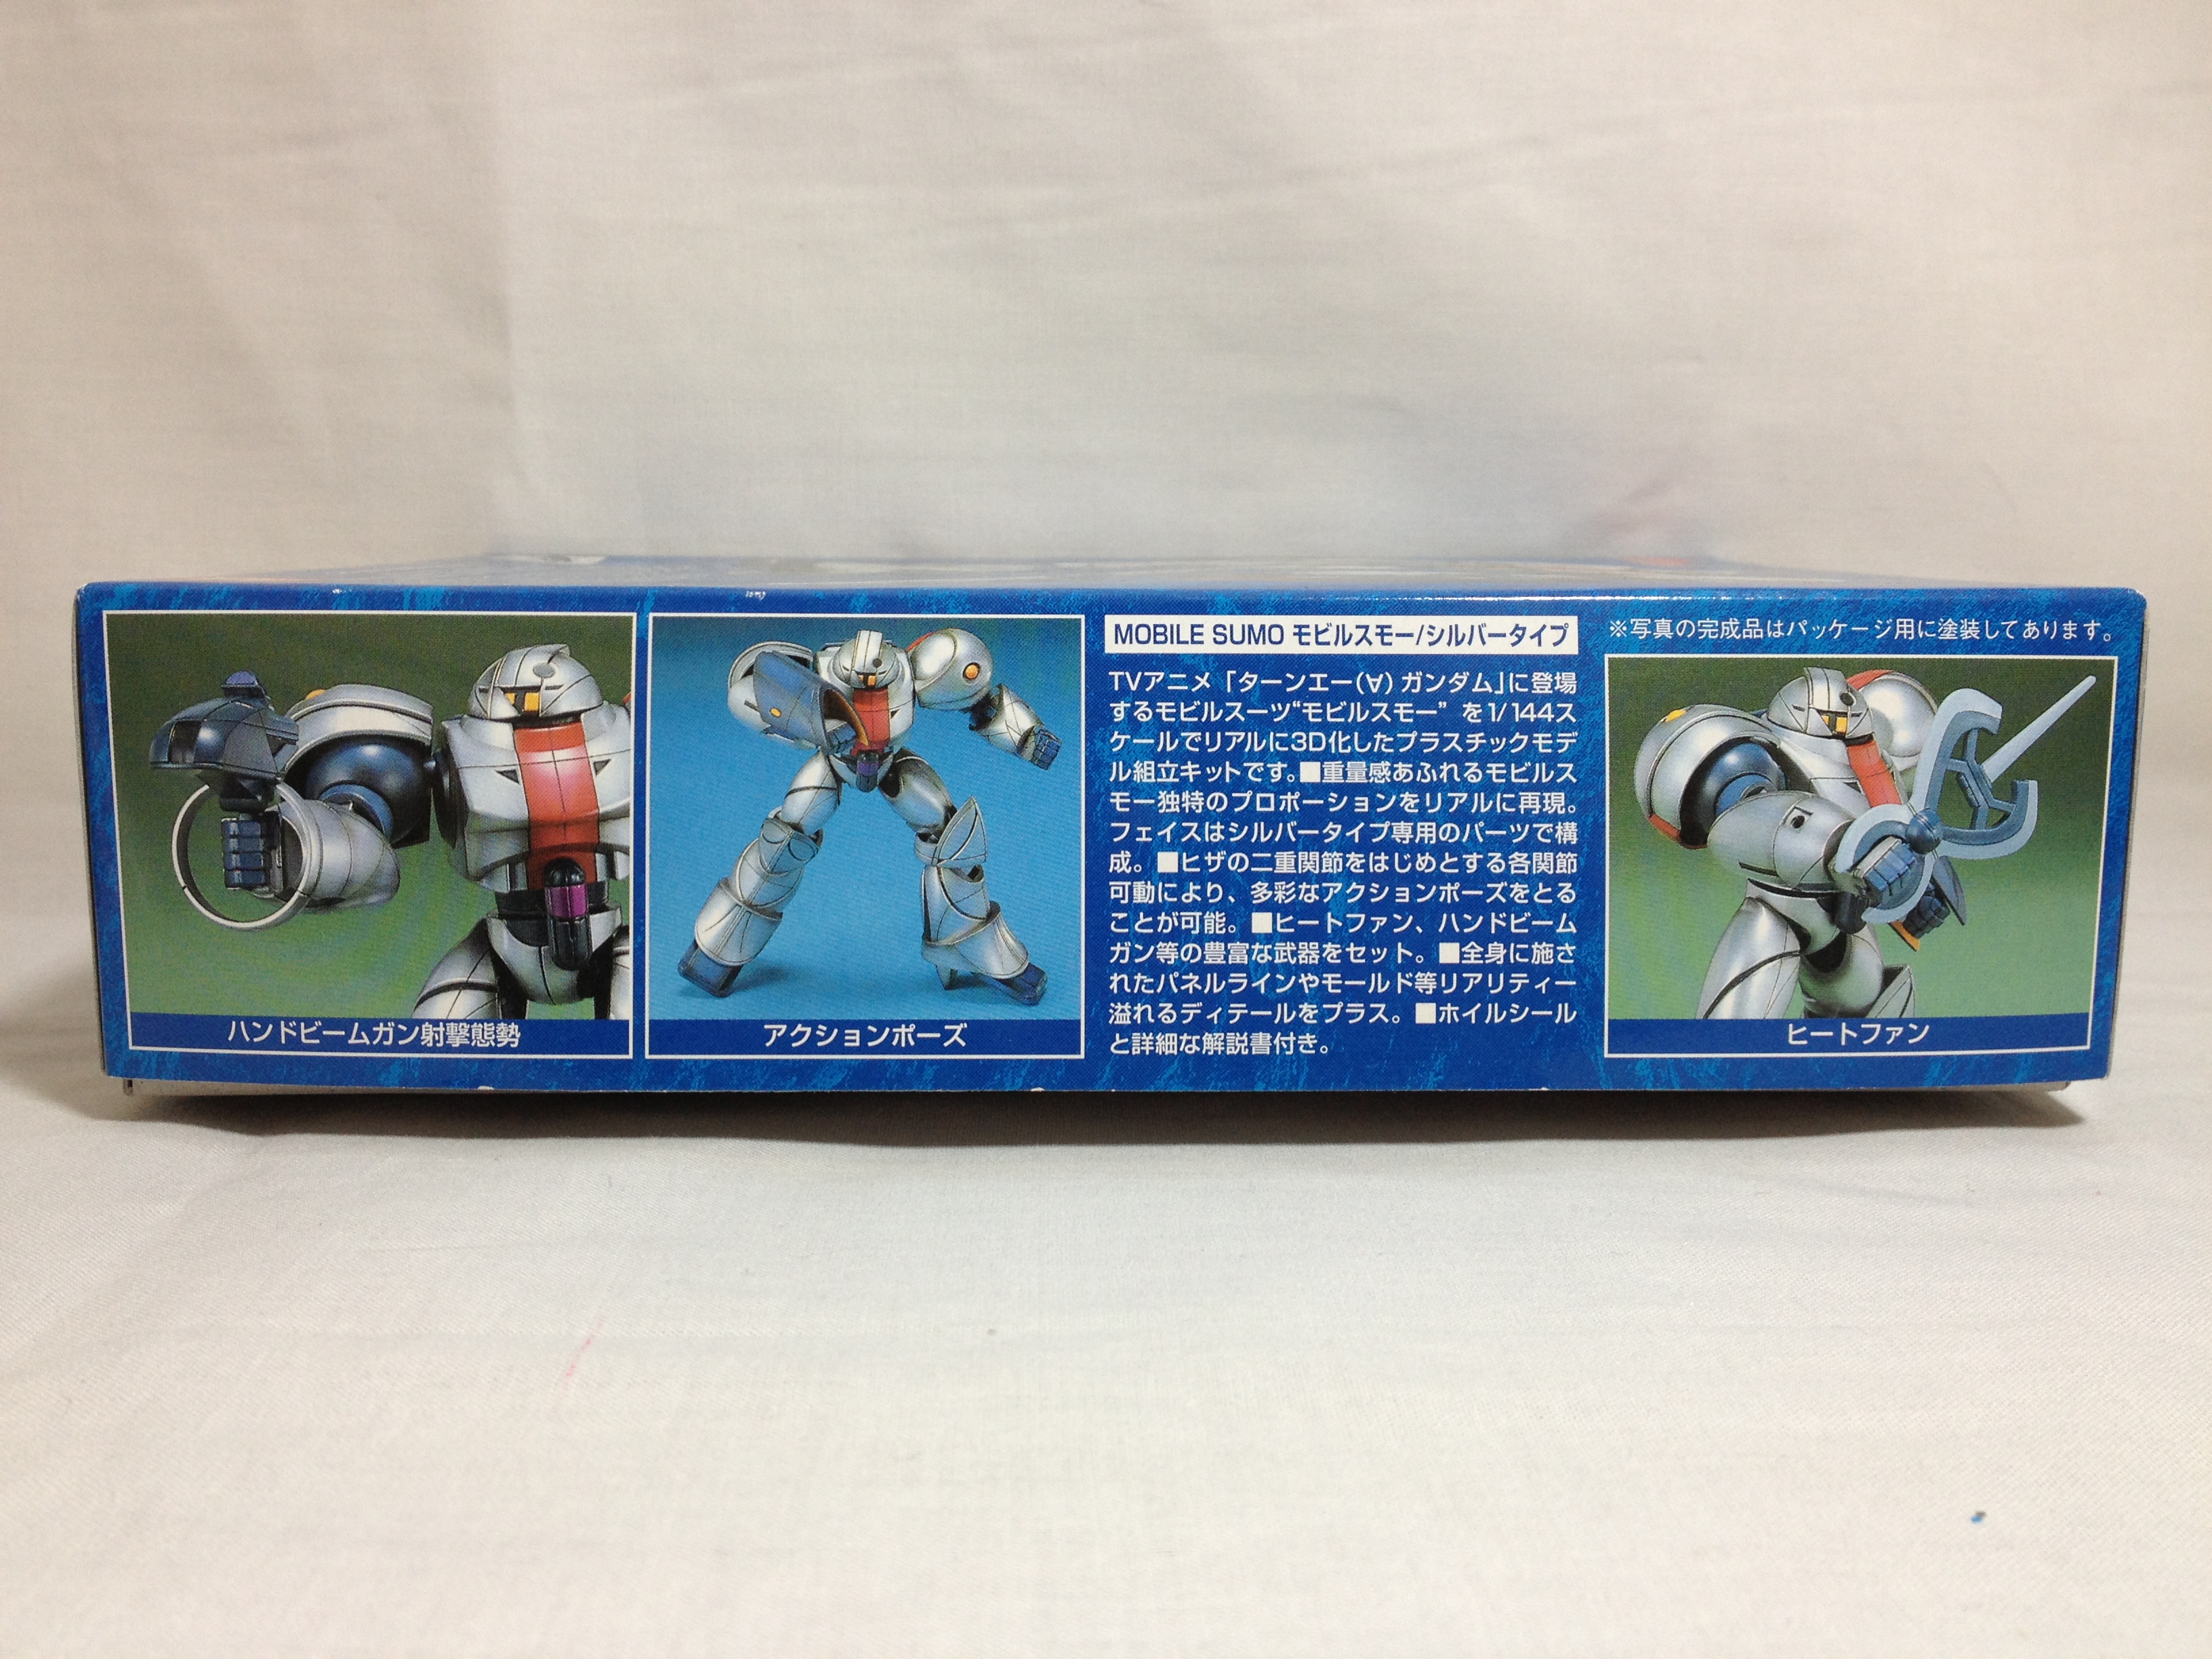 ハンドビームガン射撃態勢
アクションポーズ
MOBILE SUMO モビルスモー/シルバータイプ
TVアニメ「ターンエー(∀)ガンダム」に登場
するモビルスーツ“モビルスモー”を1/144ス
ケールでリアルに3D化したプラスチックモデ
ル組立キットです。■重量感あふれるモビルス
モー独特のプロポーションをリアルに再現。
フェイスはシルバータイプ専用のパーツで構
成。■ヒザの二重関節をはじめとする各関節
可動により、多彩なアクションポーズをとる
ことが可能。■ヒートファン、ハンドビーム
ガン等の豊富な武器をセット。■全身に施さ
れたパネルラインやモールド等リアリティー
溢れるディテールをプラス。■ホイルシール
と詳細な解説書付き。
※写真の完成品はパッケージ用に塗装してあります。
ヒートファン